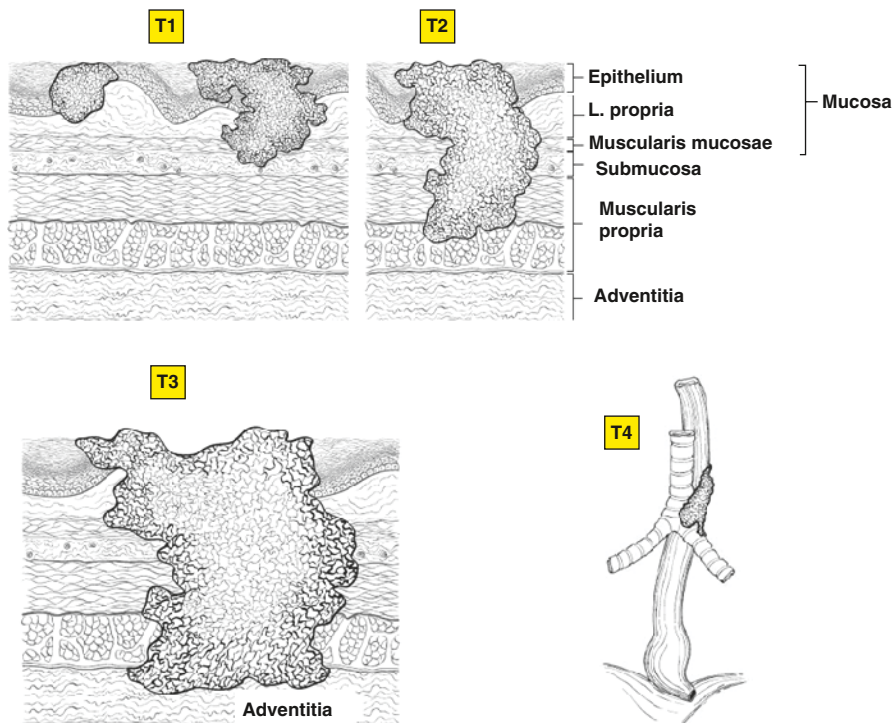 T1
T2
Epithelium
L. propria
Mucosa
Muscularis mucosae
Submucosa
Muscularis
propria
Adventitia
T3
T4
Adventitia